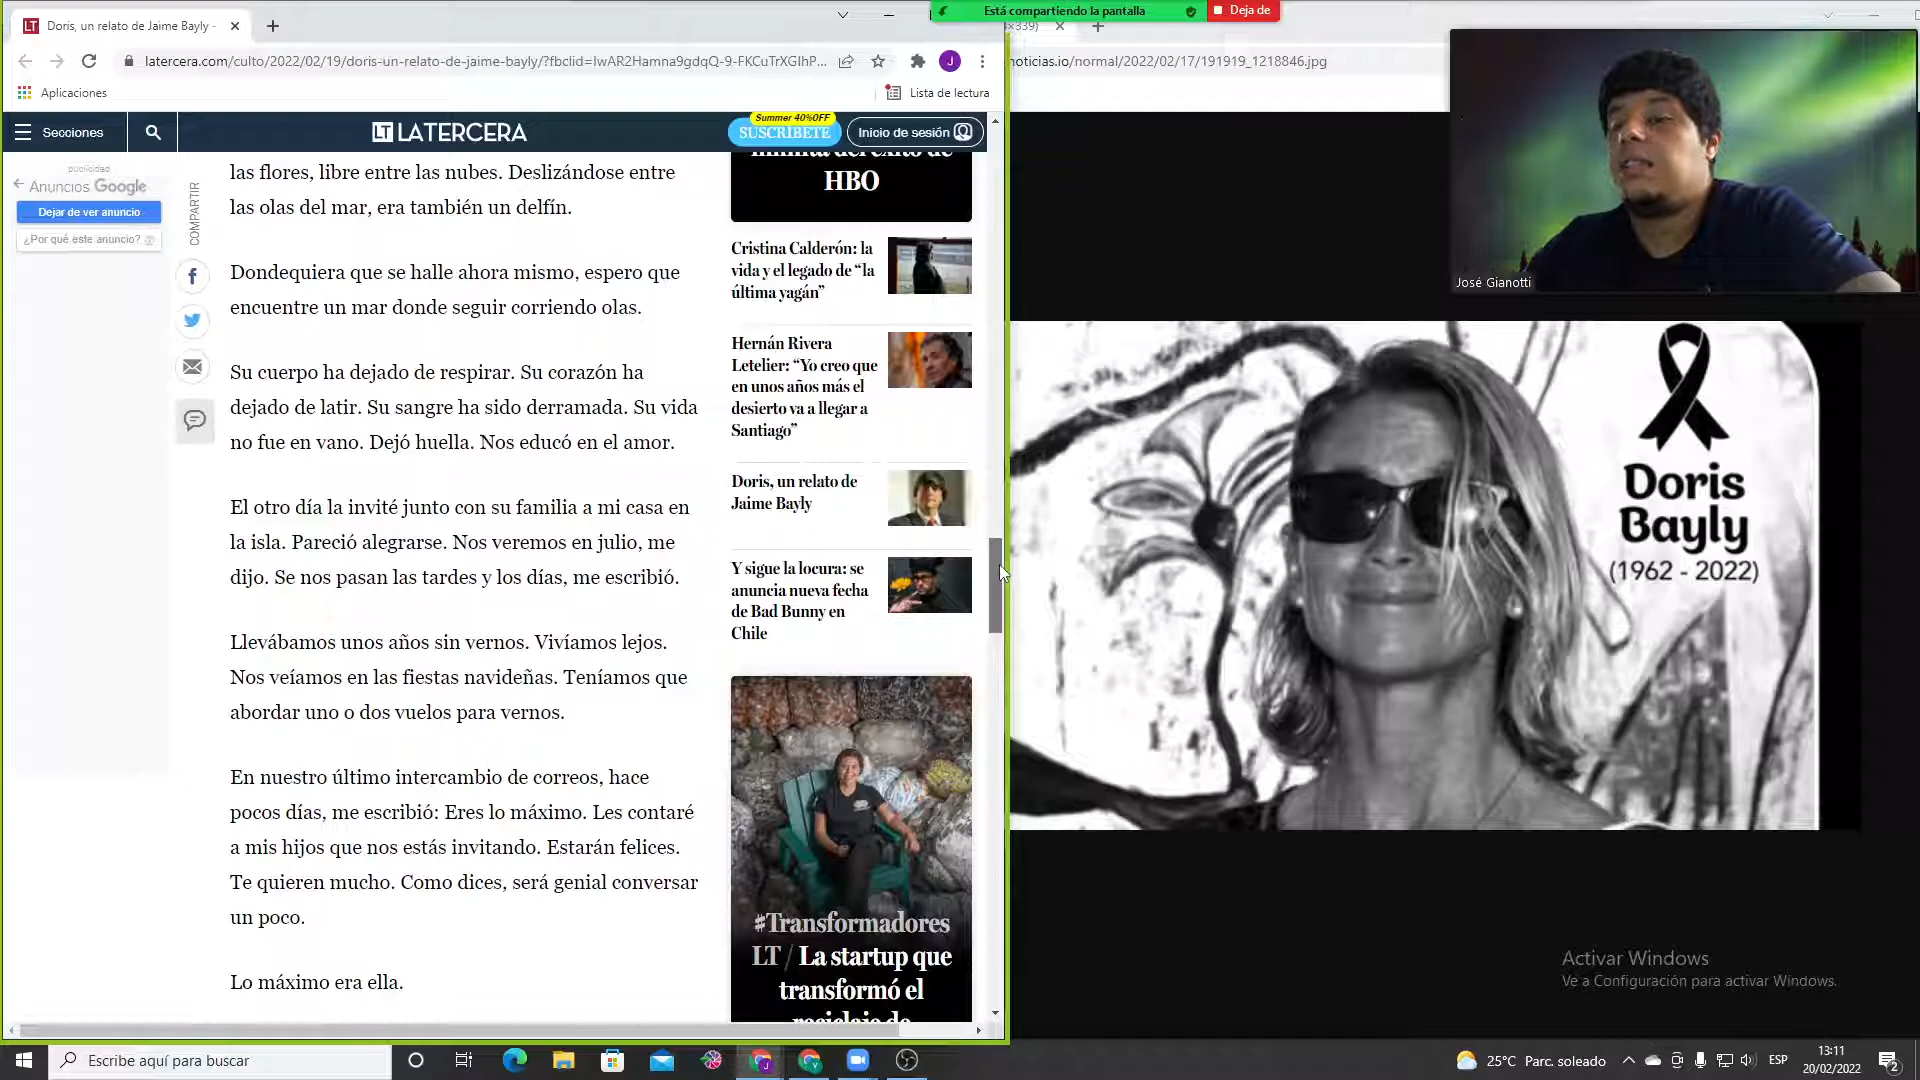 Doris, un relato de Jaime Bayly -
Está compartiendo la pantalla
Deja de
×339)
latercera.com/culto/2022/02/19/doris-un-relato-de-jaime-bayly/?fbclid=IwAR2Hamna9gdqQ-9-FKCuTrXGIhP...
J
noticias.io/normal/2022/02/17/191919_1218846.jpg
Aplicaciones
Lista de lectura
Secciones
LT LATERCERA
Summer 40%OFF
SUSCRÍBETE
Inicio de sesión
publicidad
Anuncios Google
Dejar de ver anuncio
¿Por qué este anuncio?
COMPARTIR
las flores, libre entre las nubes. Deslizándose entre
las olas del mar, era también un delfín.
Dondequiera que se halle ahora mismo, espero que
encuentre un mar donde seguir corriendo olas.
Su cuerpo ha dejado de respirar. Su corazón ha
dejado de latir. Su sangre ha sido derramada. Su vida
no fue en vano. Dejó huella. Nos educó en el amor.
El otro día la invité junto con su familia a mi casa en
la isla. Pareció alegrarse. Nos veremos en julio, me
dijo. Se nos pasan las tardes y los días, me escribió.
Llevábamos unos años sin vernos. Vivíamos lejos.
Nos veíamos en las fiestas navideñas. Teníamos que
abordar uno o dos vuelos para vernos.
En nuestro último intercambio de correos, hace
pocos días, me escribió: Eres lo máximo. Les contaré
a mis hijos que nos estás invitando. Estarán felices.
Te quieren mucho. Como dices, será genial conversar
un poco.
Lo máximo era ella.
del éxito de
HBO
Cristina Calderón: la
vida y el legado de “la
última yagán”
Hernán Rivera
Letelier: “Yo creo que
en unos años más el
desierto va a llegar a
Santiago”
Doris, un relato de
Jaime Bayly
Y sigue la locura: se
anuncia nueva fecha
de Bad Bunny en
Chile
#Transformadores
LT / La startup que
transformó el
reciclaje de
José Gianotti
Doris
Bayly
(1962 - 2022)
Activar Windows
Ve a Configuración para activar Windows.
Escribe aquí para buscar
25°C Parc. soleado
ESP
13:11
20/02/2022
2